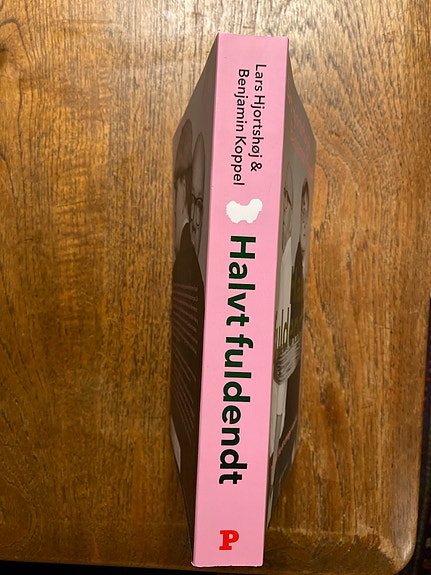 Lars Hjortshøj &
Benjamin Koppel
Halvt fuldendt
P